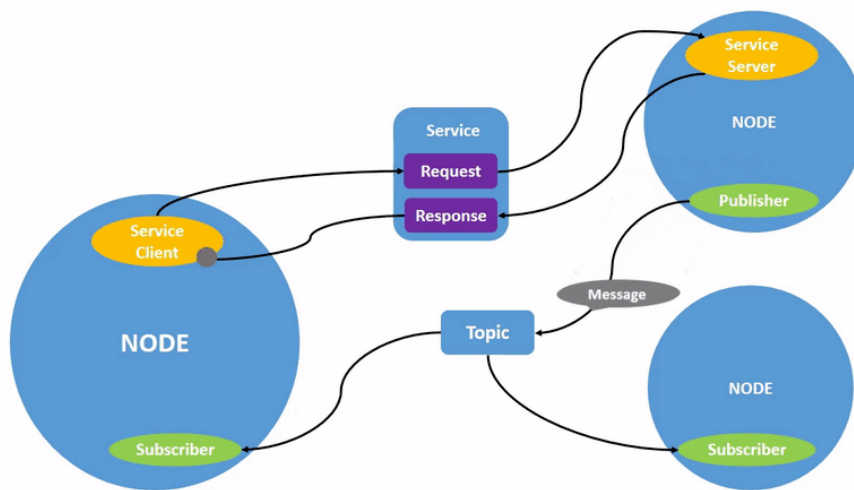 Service
Server
Service
NODE
Request
Publisher
Response
Service
Client
Message
Topic
NODE
NODE
Subscriber
Subscriber